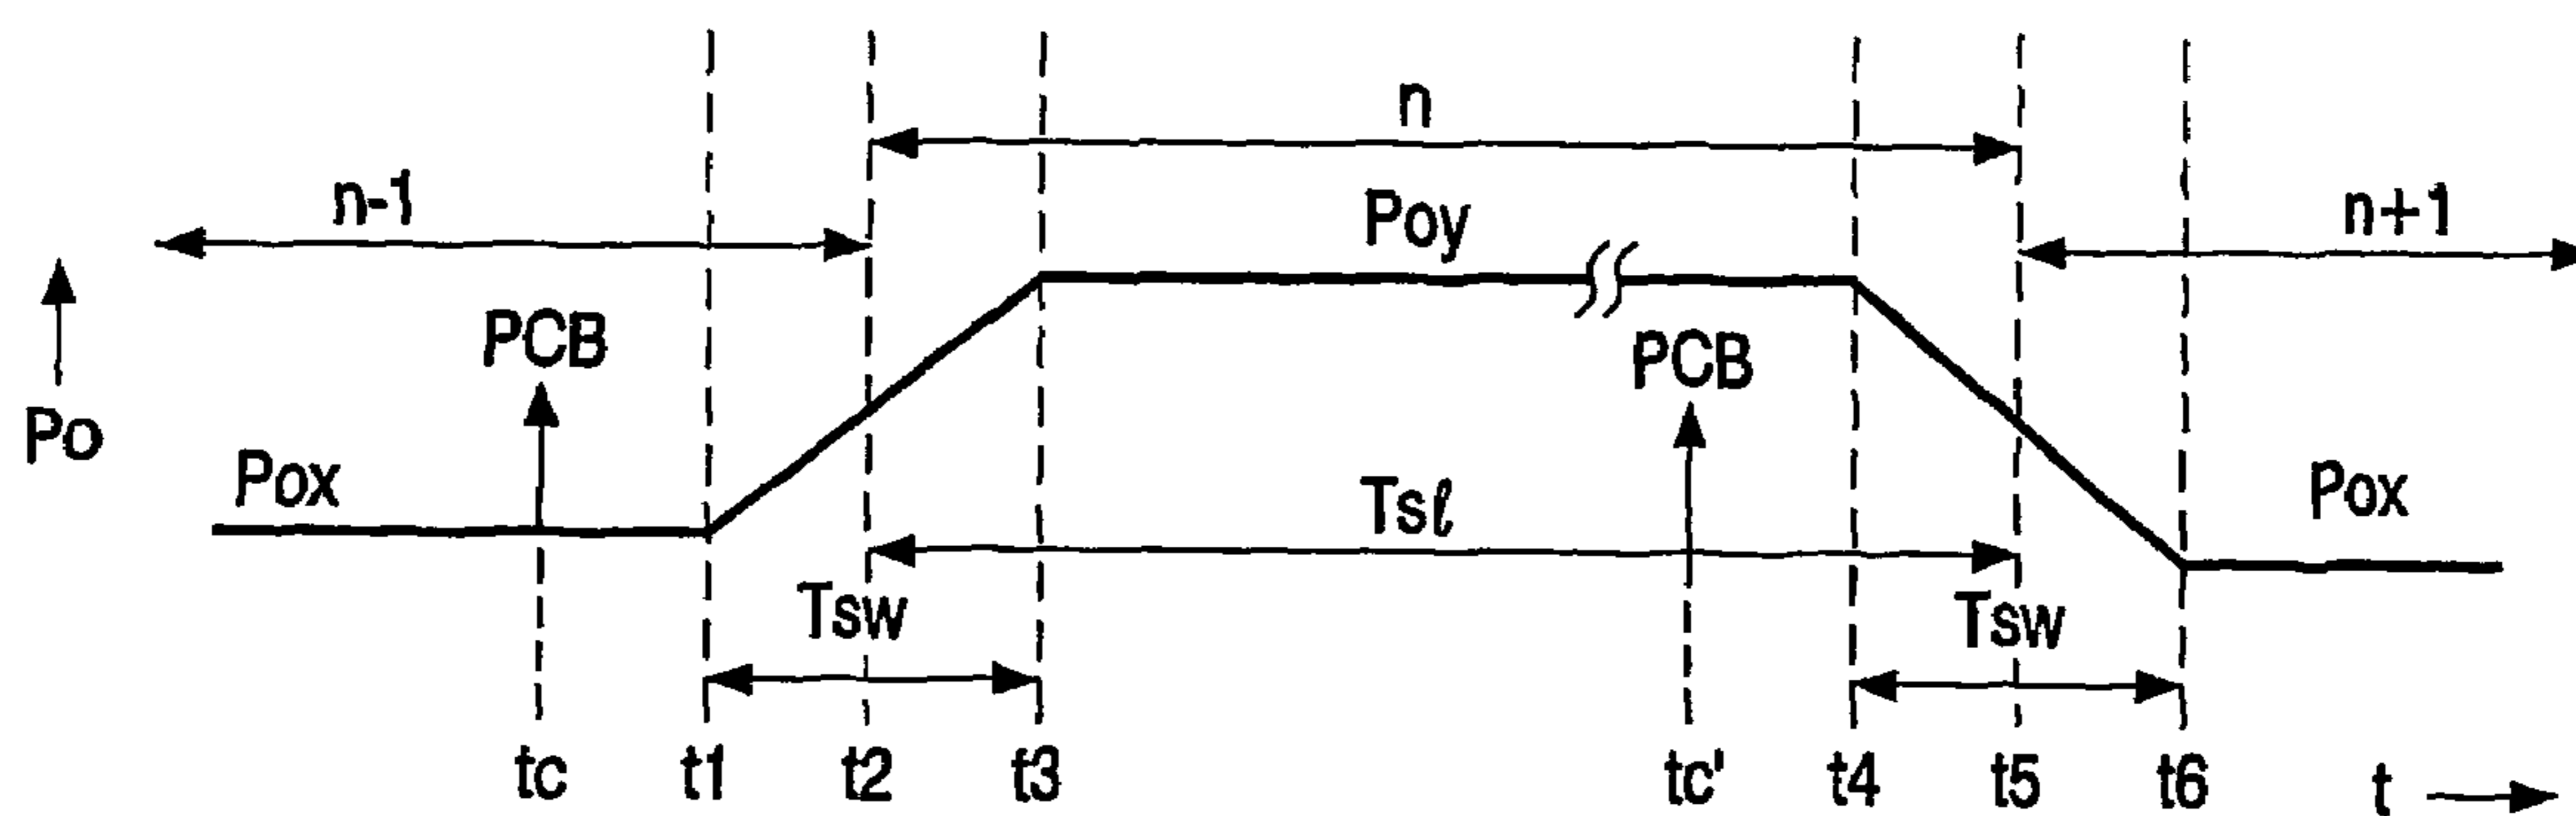 n
n-1
n+1
Poy
PCB
PCB
Po
Pox
Tsℓ
Pox
Tsw
Tsw
tc t1 t2 t3 tc' t4 t5 t6 t